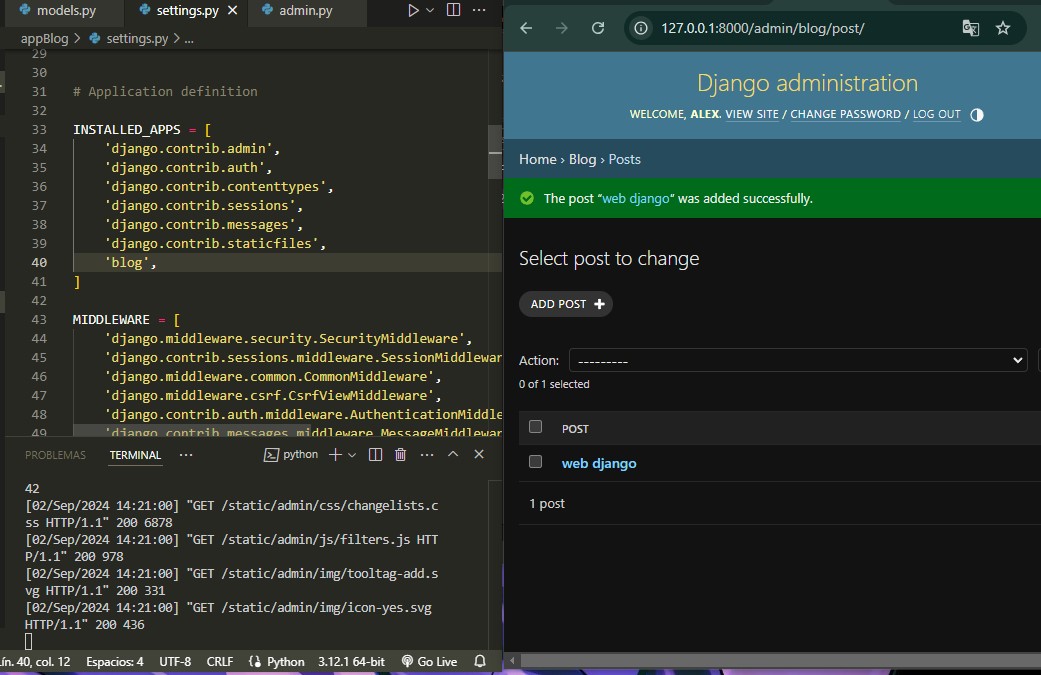 models.py
settings.py
admin.py
appBlog > settings.py > ...
29
30
31 # Application definition
32
33 INSTALLED_APPS = [
34 'django.contrib.admin',
35 'django.contrib.auth',
36 'django.contrib.contenttypes',
37 'django.contrib.sessions',
38 'django.contrib.messages',
39 'django.contrib.staticfiles',
40 'blog',
41 ]
42
43 MIDDLEWARE = [
44 'django.middleware.security.SecurityMiddleware',
45 'django.contrib.sessions.middleware.SessionMiddlewar
46 'django.middleware.common.CommonMiddleware',
47 'django.middleware.csrf.CsrfViewMiddleware',
48 'django.contrib.auth.middleware.AuthenticationMiddle
49 'django.contrib.messages.middleware.MessageMiddlewar
PROBLEMAS
TERMINAL
python
42
[02/Sep/2024 14:21:00] "GET /static/admin/css/changelists.c
ss HTTP/1.1" 200 6878
[02/Sep/2024 14:21:00] "GET /static/admin/js/filters.js HTT
P/1.1" 200 978
[02/Sep/2024 14:21:00] "GET /static/admin/img/tooltag-add.s
vg HTTP/1.1" 200 331
[02/Sep/2024 14:21:00] "GET /static/admin/img/icon-yes.svg
HTTP/1.1" 200 436
ín. 40, col. 12 Espacios: 4 UTF-8 CRLF Python 3.12.1 64-bit Go Live
127.0.0.1:8000/admin/blog/post/
Django administration
WELCOME, ALEX. VIEW SITE / CHANGE PASSWORD / LOG OUT
Home › Blog › Posts
The post “web django” was added successfully.
Select post to change
ADD POST +
Action: ---------
0 of 1 selected
POST
web django
1 post